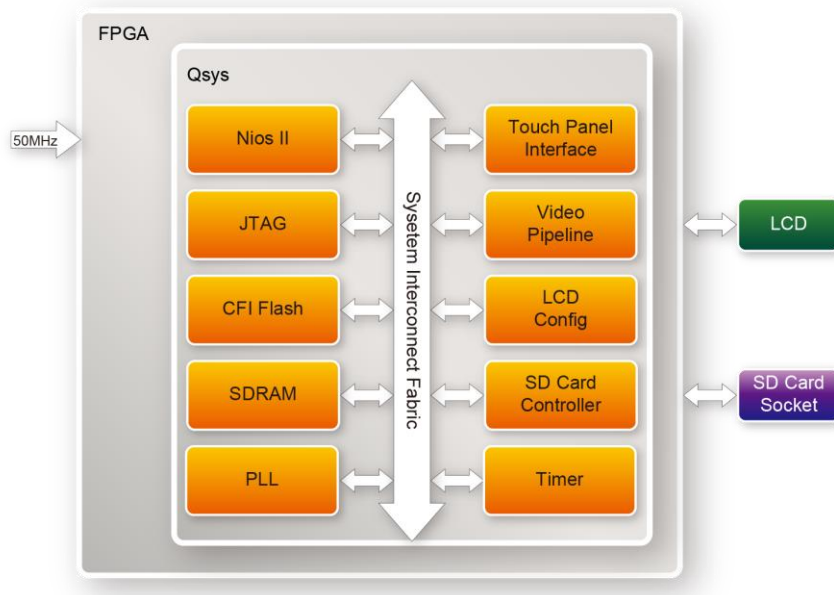 FPGA
Qsys
50MHz
Nios II
JTAG
CFI Flash
SDRAM
PLL
Sysetem Interconnect Fabric
Touch Panel
Interface
Video
Pipeline
LCD
Config
SD Card
Controller
Timer
LCD
SD Card
Socket